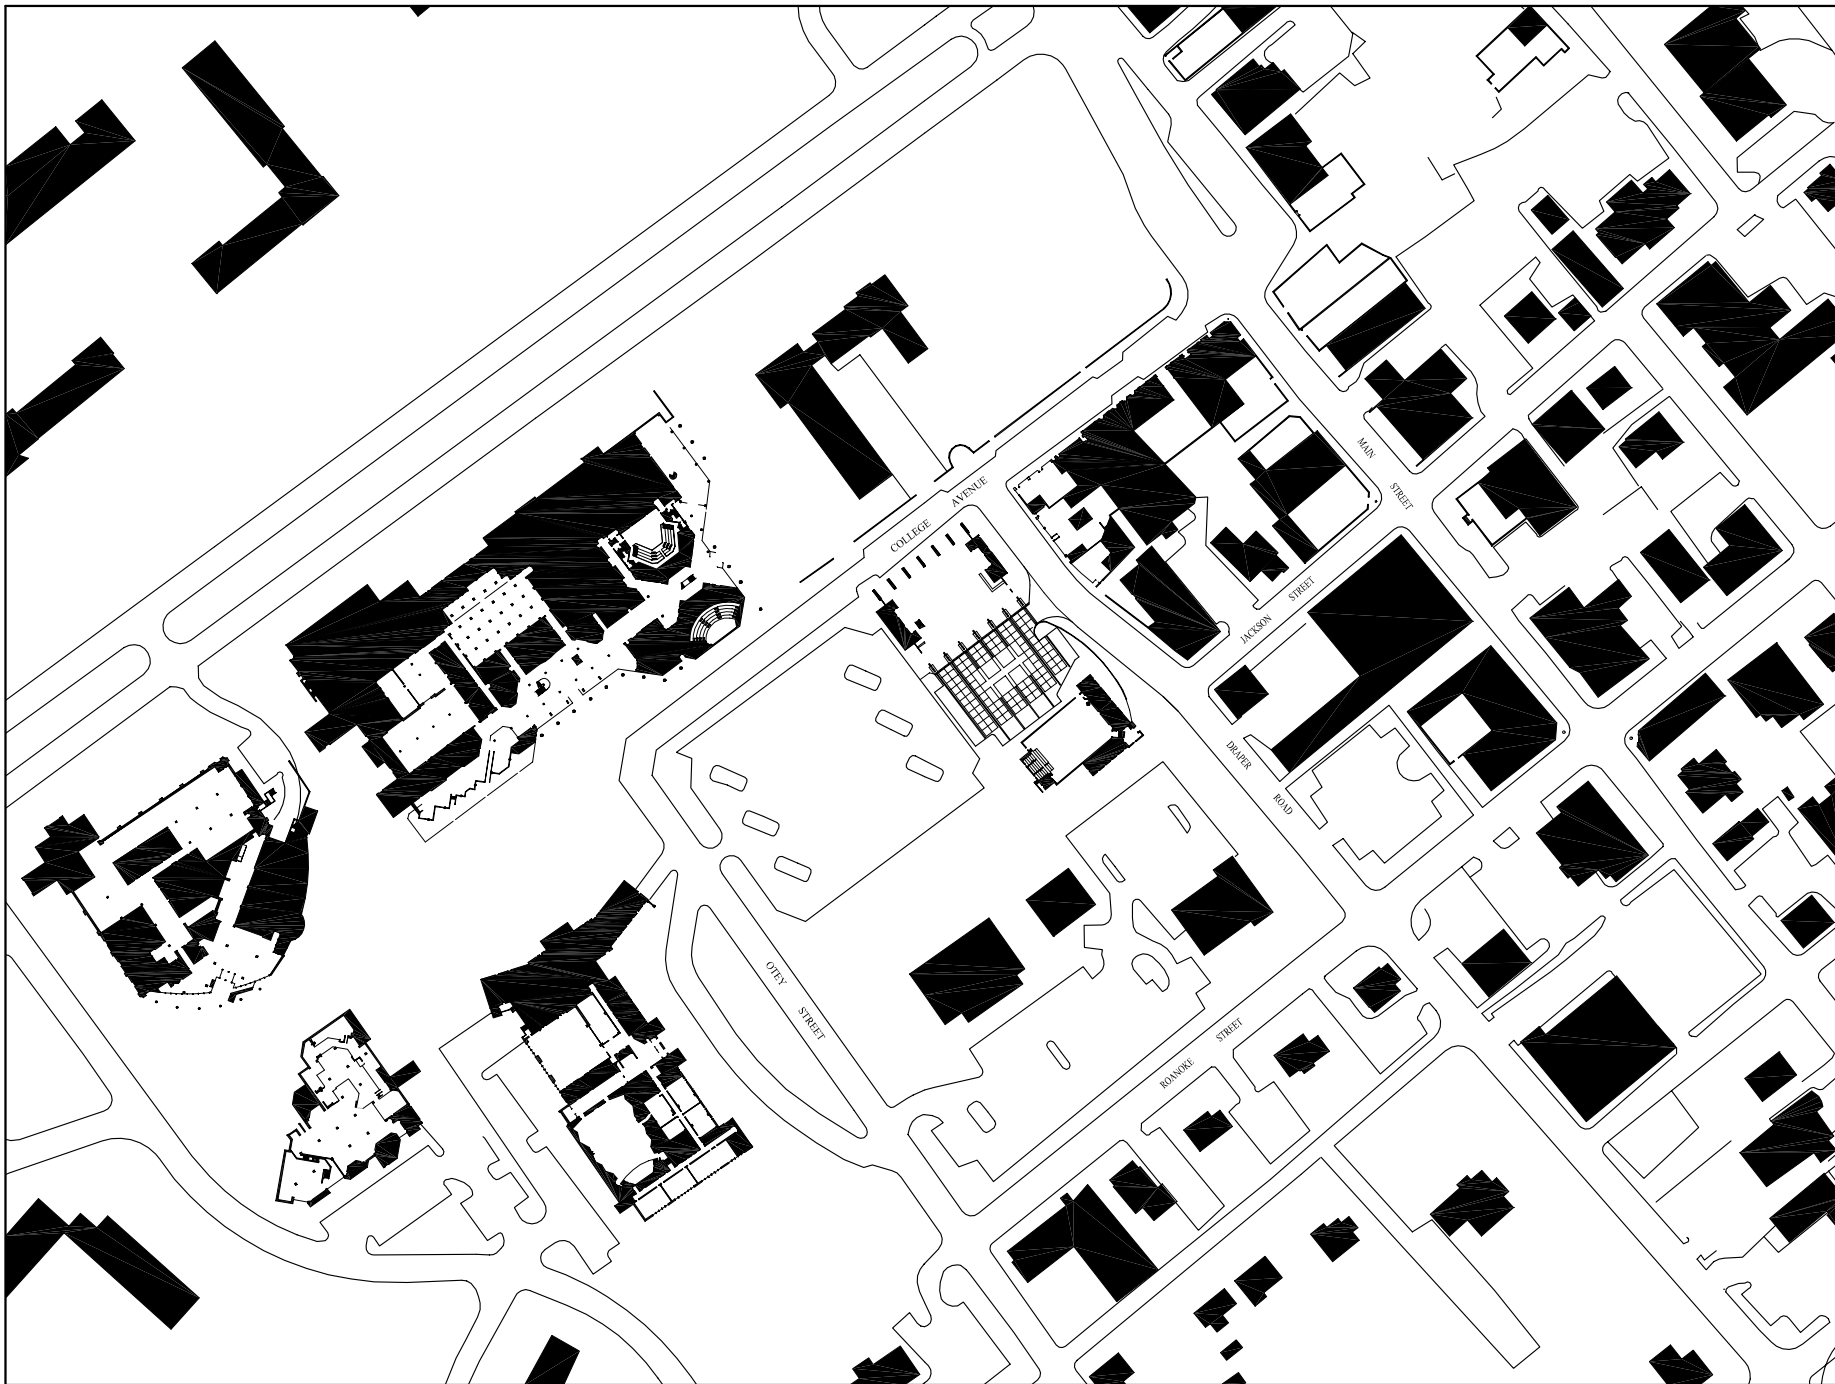 MAIN
STREET
COLLEGE AVENUE
JACKSON STREET
DRAPER
ROAD
OTEY
STREET
ROANOKE STREET